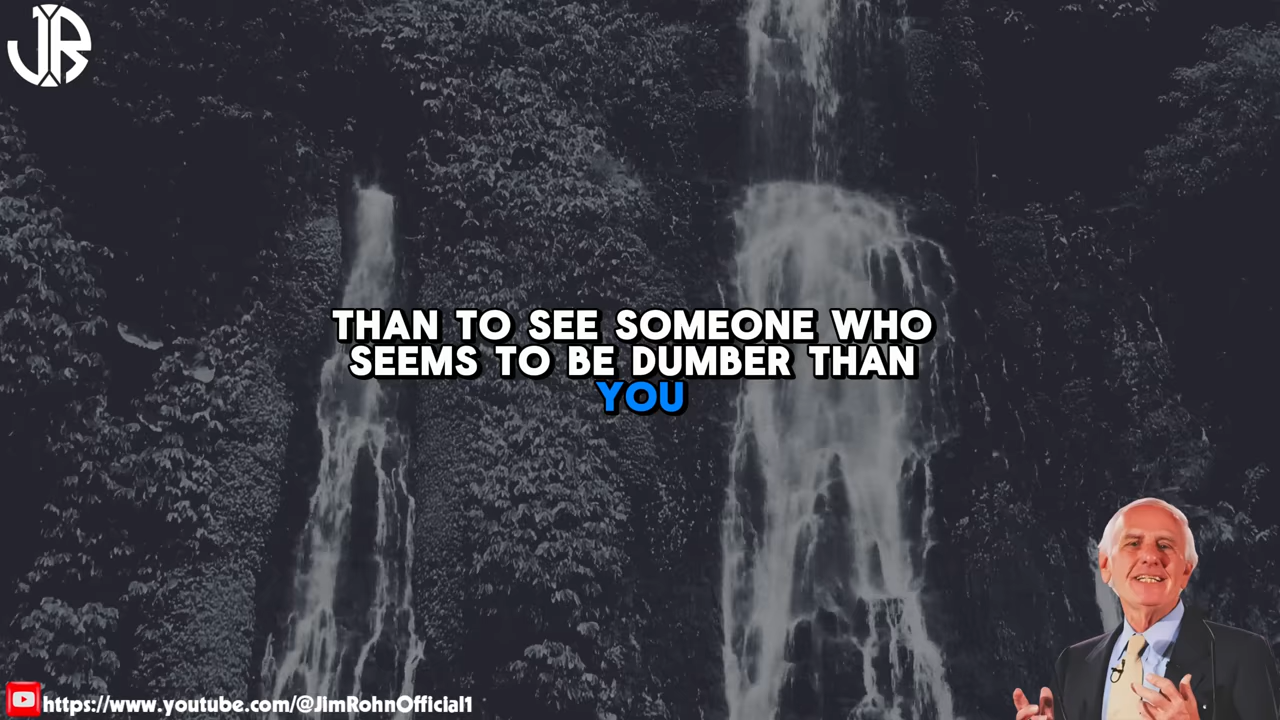 JR
THAN TO SEE SOMEONE WHO
SEEMS TO BE DUMBER THAN
YOU
https://www.youtube.com/@JimRohnOfficial1